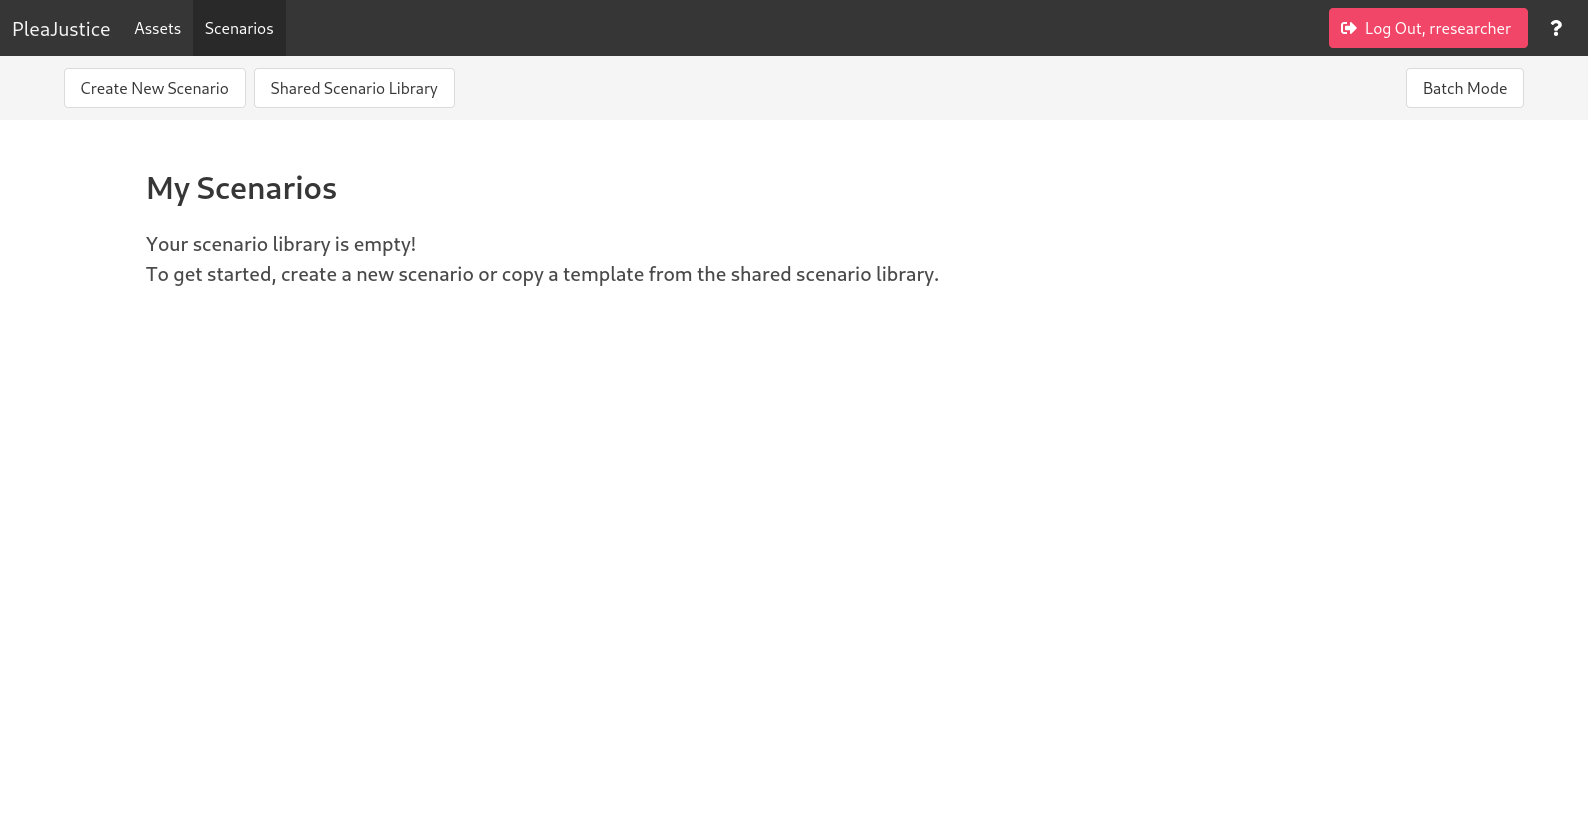 PleaJustice Assets Scenarios Log Out, rresearcher ?
Create New Scenario Shared Scenario Library Batch Mode
My Scenarios
Your scenario library is empty!
To get started, create a new scenario or copy a template from the shared scenario library.